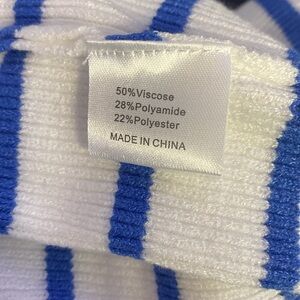 50%Viscose
28%Polyamide
22%Polyester
MADE IN CHINA